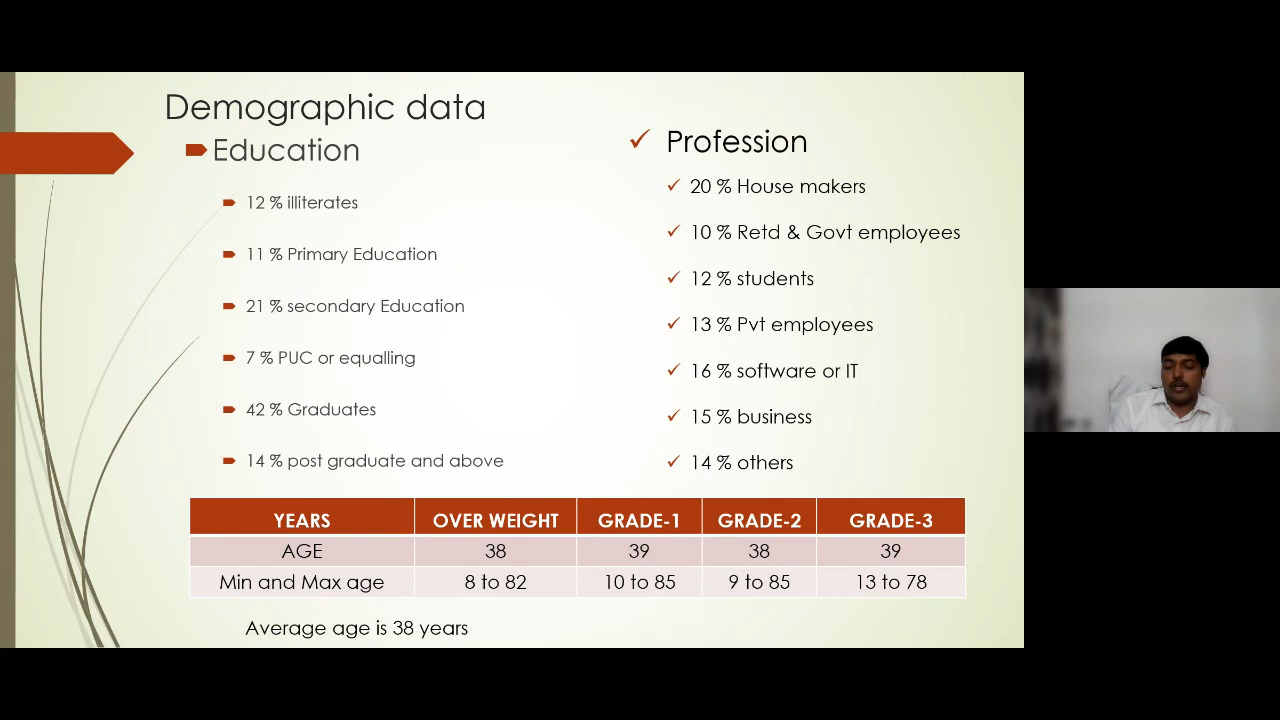 Demographic data
Education
12 % illiterates
11 % Primary Education
21 % secondary Education
7 % PUC or equalling
42 % Graduates
14 % post graduate and above
Profession
20 % House makers
10 % Retd & Govt employees
12 % students
13 % Pvt employees
16 % software or IT
15 % business
14 % others
YEARS OVER WEIGHT GRADE-1 GRADE-2 GRADE-3
AGE 38 39 38 39
Min and Max age 8 to 82 10 to 85 9 to 85 13 to 78
Average age is 38 years